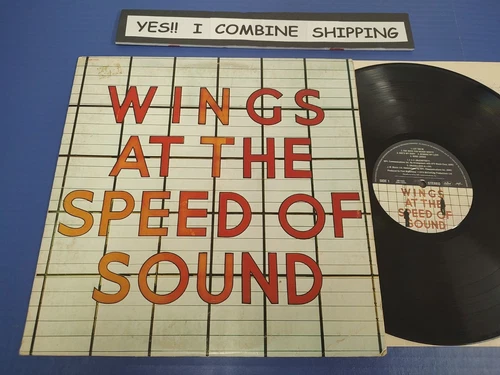 YES!! I COMBINE SHIPPING
WINGS
AT THE
SPEED OF
SOUND
WINGS
AT THE
SPEED OF
SOUND